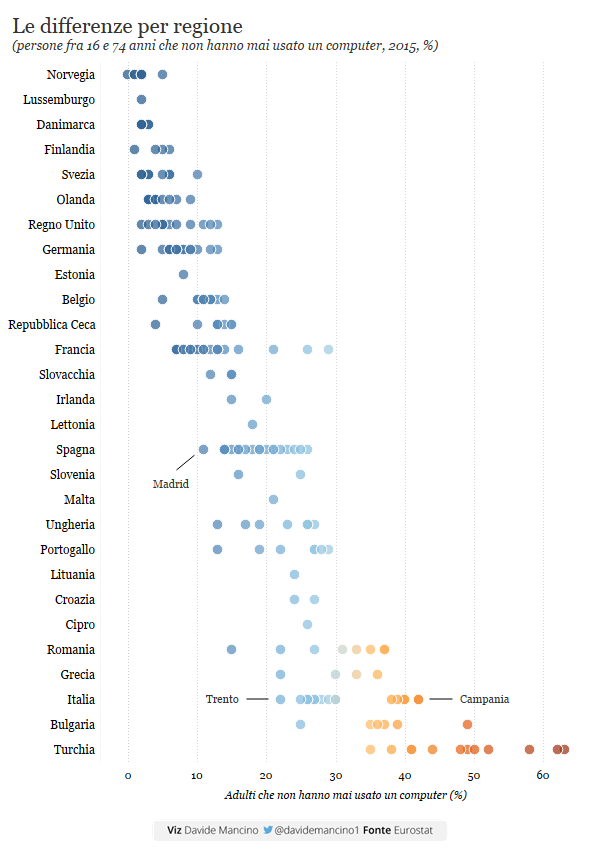 Le differenze per regione
(persone fra 16 e 74 anni che non hanno mai usato un computer, 2015, %)
Norvegia
Lussemburgo
Danimarca
Finlandia
Svezia
Olanda
Regno Unito
Germania
Estonia
Belgio
Repubblica Ceca
Francia
Slovacchia
Irlanda
Lettonia
Spagna
Madrid
Slovenia
Malta
Ungheria
Portogallo
Lituania
Croazia
Cipro
Romania
Grecia
Italia Trento Campania
Bulgaria
Turchia
0 10 20 30 40 50 60
Adulti che non hanno mai usato un computer (%)
Viz Davide Mancino @davidemancino1 Fonte Eurostat